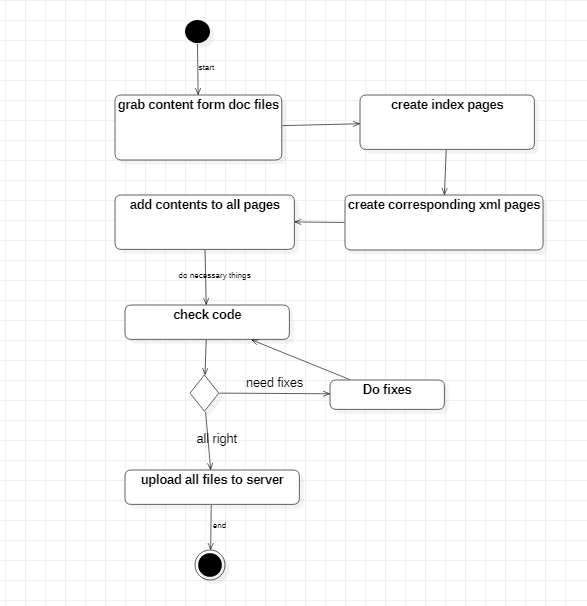 start
grab content form doc files
create index pages
add contents to all pages
create corresponding xml pages
do necessary things
check code
need fixes
Do fixes
all right
upload all files to server
end